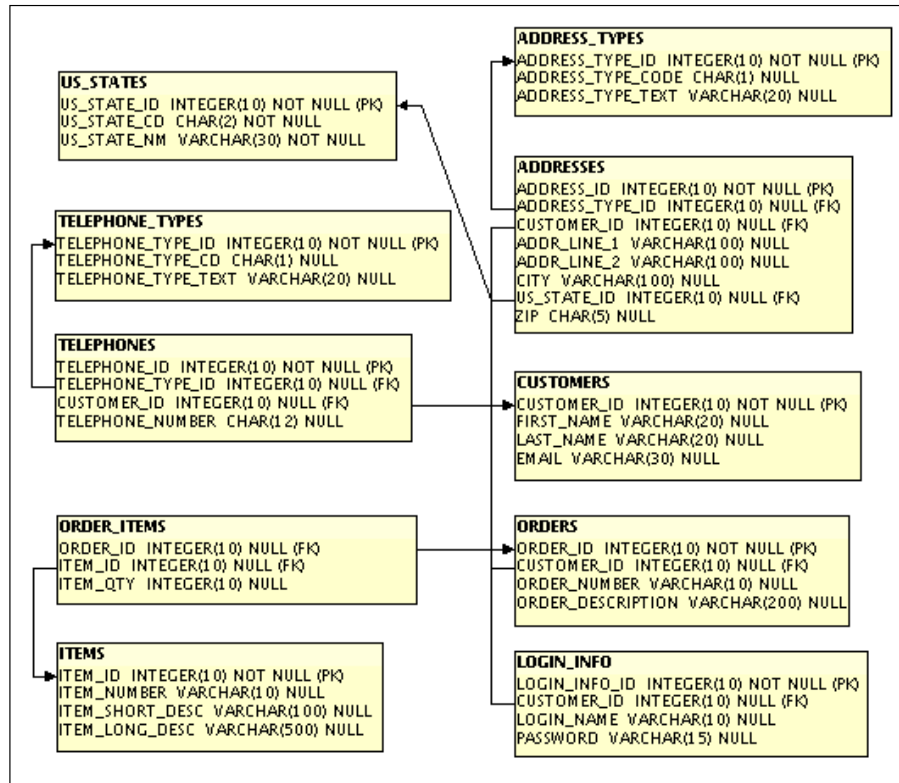 US_STATES
US_STATE_ID INTEGER(10) NOT NULL (PK)
US_STATE_CD CHAR(2) NOT NULL
US_STATE_NM VARCHAR(30) NOT NULL
TELEPHONE_TYPES
TELEPHONE_TYPE_ID INTEGER(10) NOT NULL (PK)
TELEPHONE_TYPE_CD CHAR(1) NULL
TELEPHONE_TYPE_TEXT VARCHAR(20) NULL
TELEPHONES
TELEPHONE_ID INTEGER(10) NOT NULL (PK)
TELEPHONE_TYPE_ID INTEGER(10) NULL (FK)
CUSTOMER_ID INTEGER(10) NULL (FK)
TELEPHONE_NUMBER CHAR(12) NULL
ORDER_ITEMS
ORDER_ID INTEGER(10) NULL (FK)
ITEM_ID INTEGER(10) NULL (FK)
ITEM_QTY INTEGER(10) NULL
ITEMS
ITEM_ID INTEGER(10) NOT NULL (PK)
ITEM_NUMBER VARCHAR(10) NULL
ITEM_SHORT_DESC VARCHAR(100) NULL
ITEM_LONG_DESC VARCHAR(500) NULL
ADDRESS_TYPES
ADDRESS_TYPE_ID INTEGER(10) NOT NULL (PK)
ADDRESS_TYPE_CODE CHAR(1) NULL
ADDRESS_TYPE_TEXT VARCHAR(20) NULL
ADDRESSES
ADDRESS_ID INTEGER(10) NOT NULL (PK)
ADDRESS_TYPE_ID INTEGER(10) NULL (FK)
CUSTOMER_ID INTEGER(10) NULL (FK)
ADDR_LINE_1 VARCHAR(100) NULL
ADDR_LINE_2 VARCHAR(100) NULL
CITY VARCHAR(100) NULL
US_STATE_ID INTEGER(10) NULL (FK)
ZIP CHAR(5) NULL
CUSTOMERS
CUSTOMER_ID INTEGER(10) NOT NULL (PK)
FIRST_NAME VARCHAR(20) NULL
LAST_NAME VARCHAR(20) NULL
EMAIL VARCHAR(30) NULL
ORDERS
ORDER_ID INTEGER(10) NOT NULL (PK)
CUSTOMER_ID INTEGER(10) NULL (FK)
ORDER_NUMBER VARCHAR(10) NULL
ORDER_DESCRIPTION VARCHAR(200) NULL
LOGIN_INFO
LOGIN_INFO_ID INTEGER(10) NOT NULL (PK)
CUSTOMER_ID INTEGER(10) NULL (FK)
LOGIN_NAME VARCHAR(10) NULL
PASSWORD VARCHAR(15) NULL